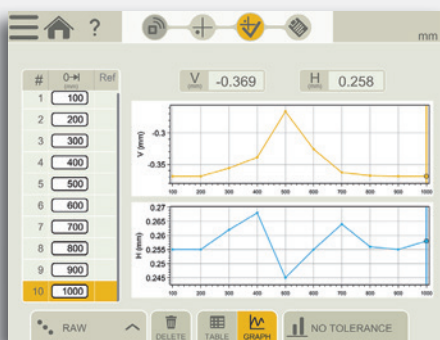 ?
mm
# 0 (mm) Ref
V (mm) -0.369
H (mm) 0.258
1 100
2 200
3 300
4 400
5 500
6 600
7 700
8 800
9 900
10 1000
V (mm)
-0.3
-0.35
100 200 300 400 500 600 700 800 900 1000
H (mm)
0.27
0.265
0.26
0.255
0.25
0.245
100 200 300 400 500 600 700 800 900 1000
RAW
DELETE
TABLE
GRAPH
NO TOLERANCE